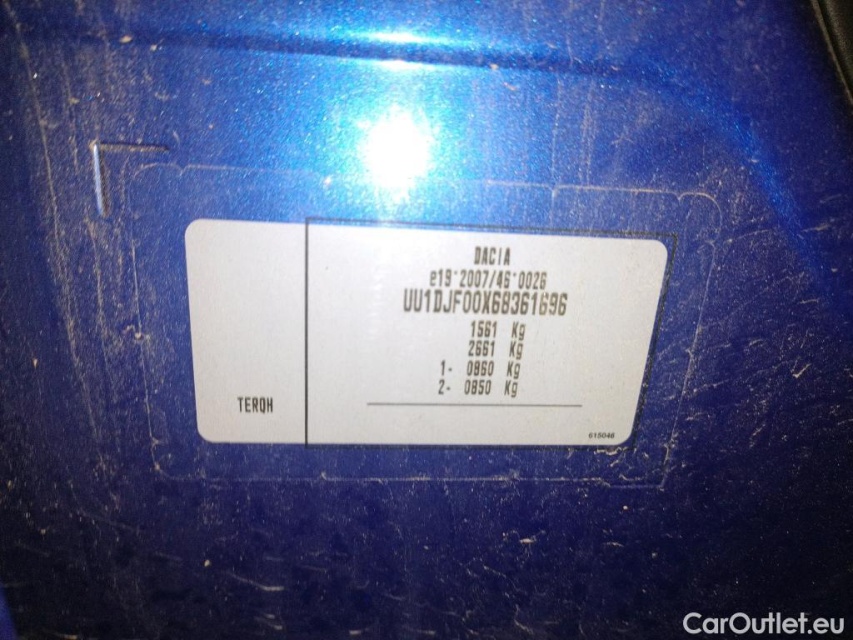 DACIA
e19*2007/46*0026
UU1DJF00X68361696
1561 Kg
2661 Kg
1- 0860 Kg
2- 0850 Kg
TERQH
615046
CarOutlet.eu